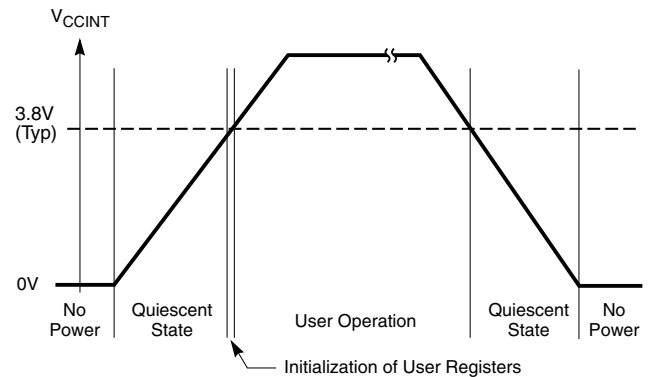 VCCINT
3.8V
(Typ)
0V
No
Power
Quiescent
State
User Operation
Quiescent
State
No
Power
Initialization of User Registers